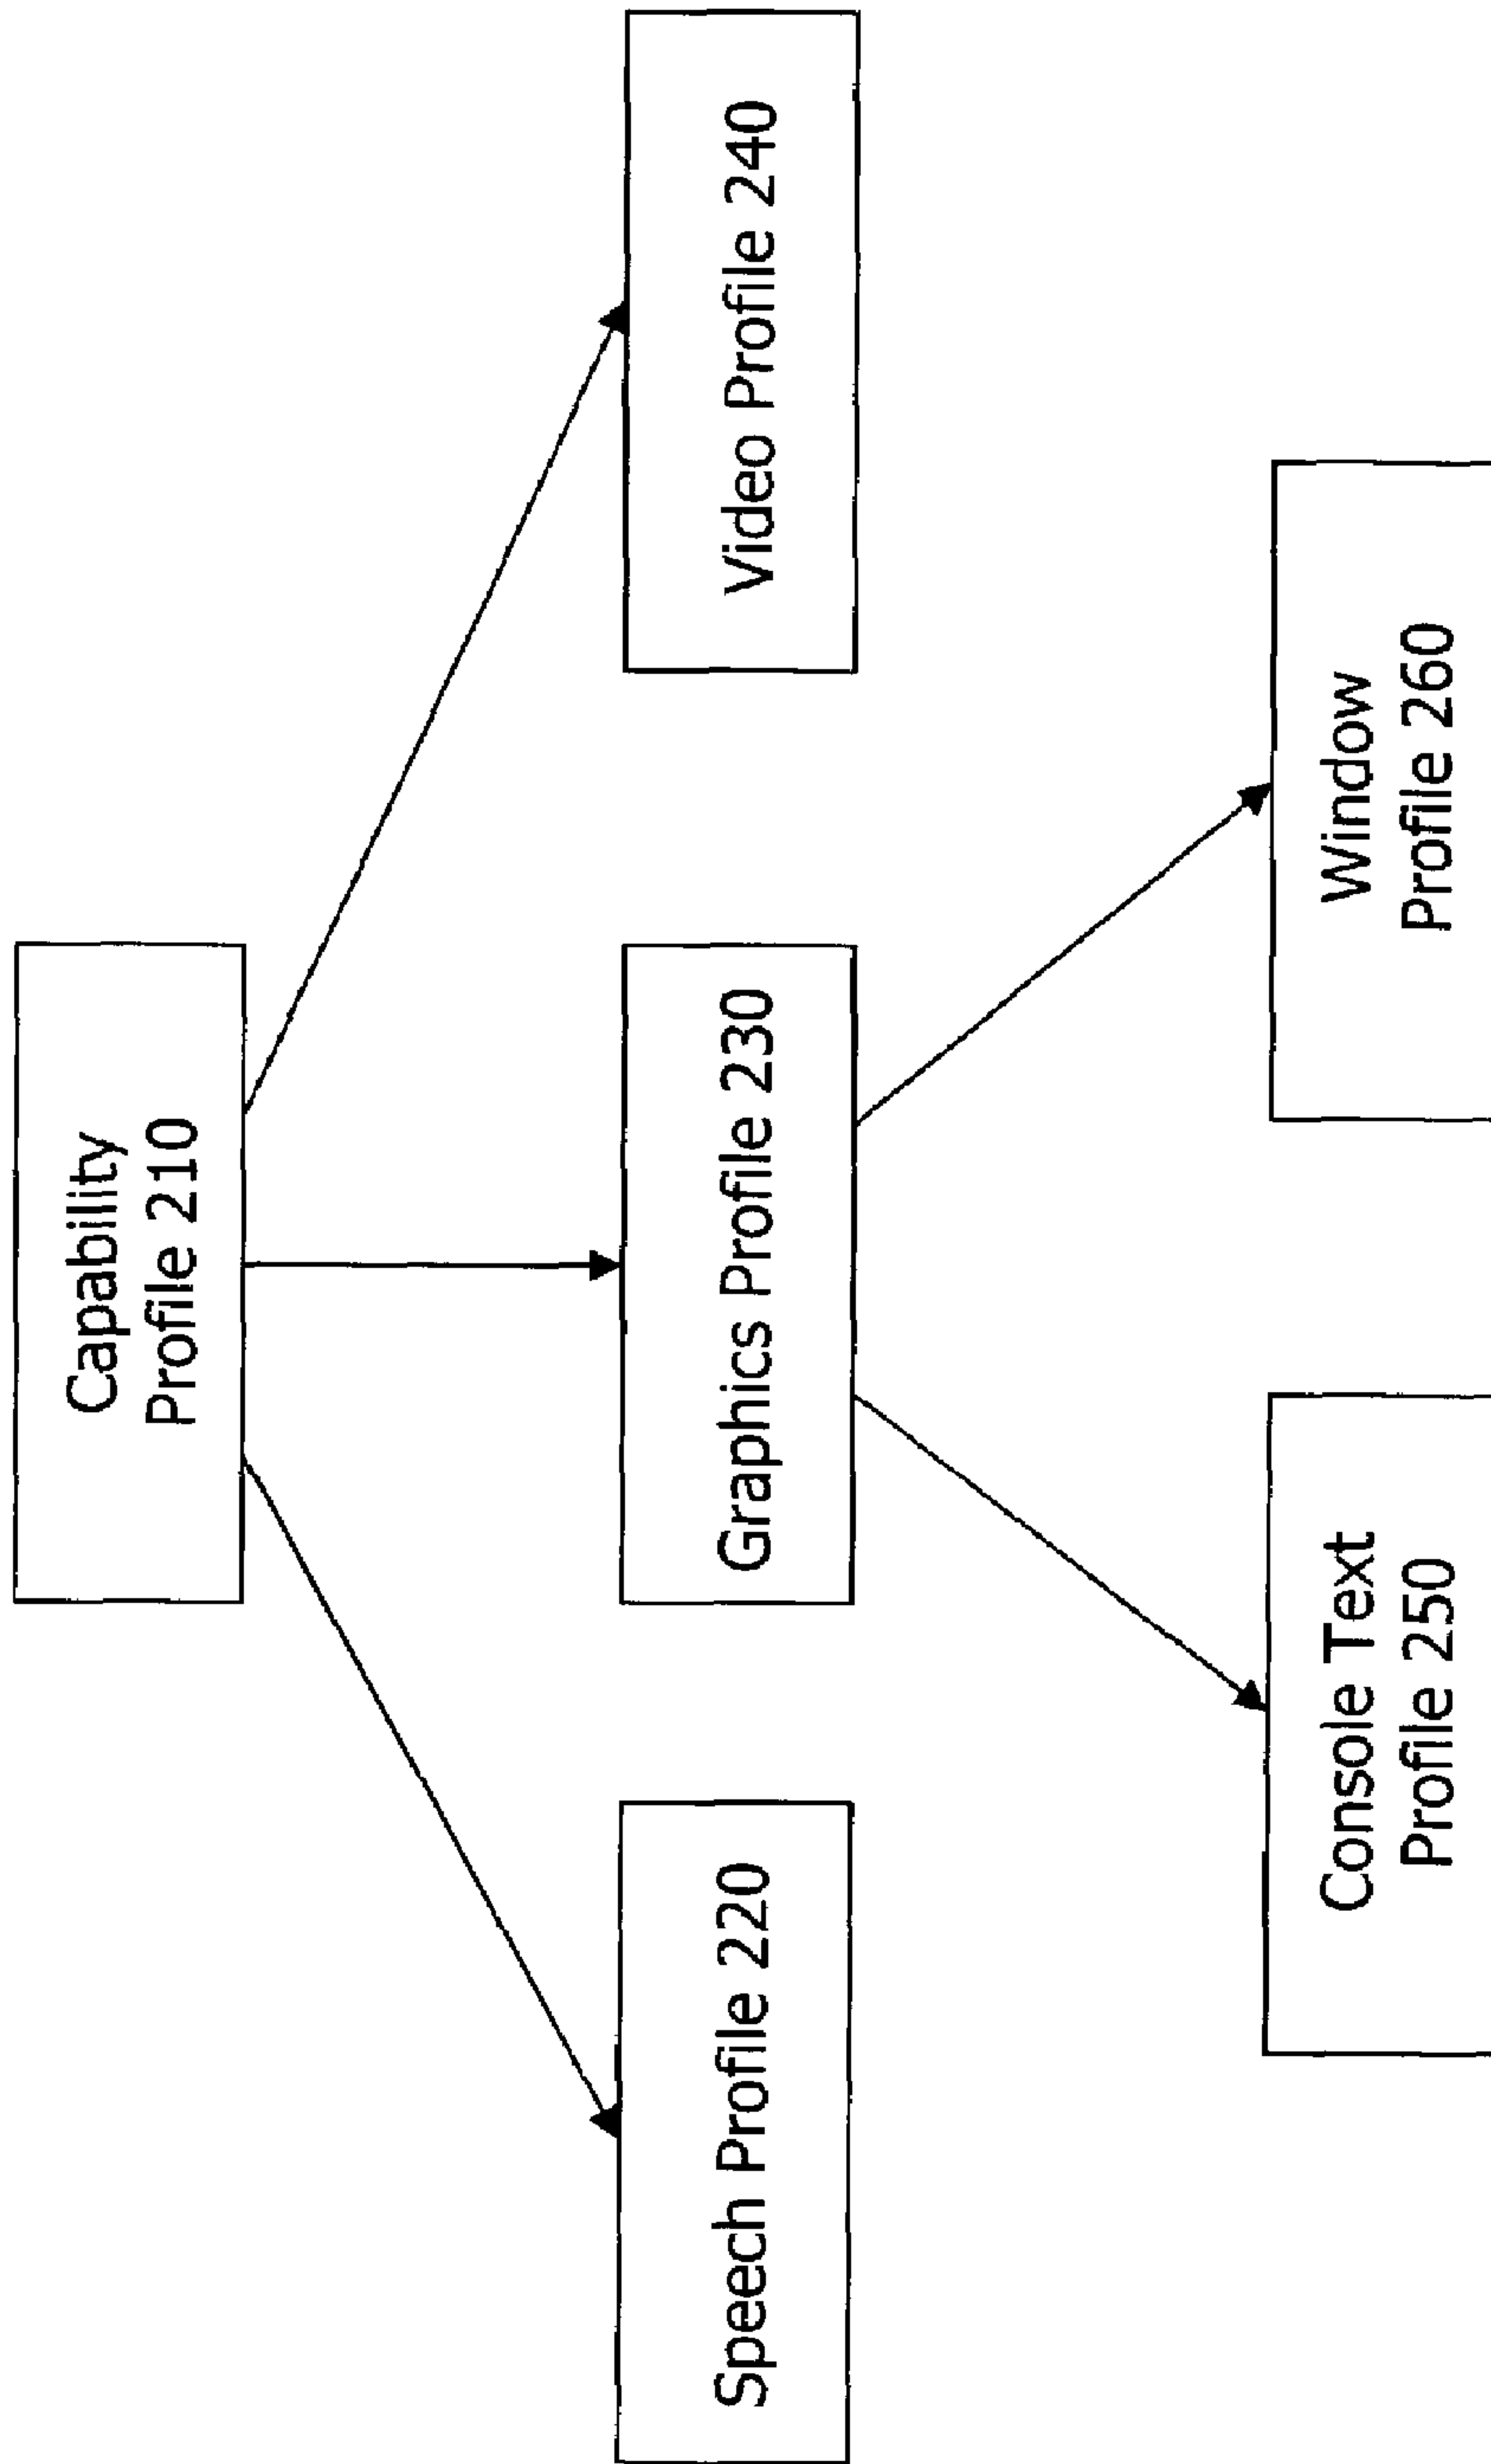 Capability
Profile 210
Speech Profile 220
Graphics Profile 230
Video Profile 240
Console Text
Profile 250
Window
Profile 260